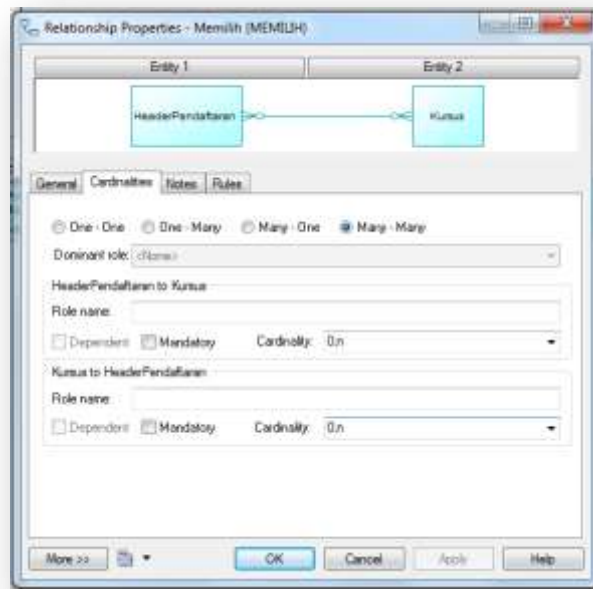 Relationship Properties - Memilih (MEMILIH)
Entity 1 Entity 2
HeaderPendaftaran Kursus
General Cardinalities Notes Rules
One - One One - Many Many - One Many - Many
Dominant role: <None>
HeaderPendaftaran to Kursus
Role name:
Dependent Mandatory Cardinality: 0,n
Kursus to HeaderPendaftaran
Role name:
Dependent Mandatory Cardinality: 0,n
More >> OK Cancel Apply Help